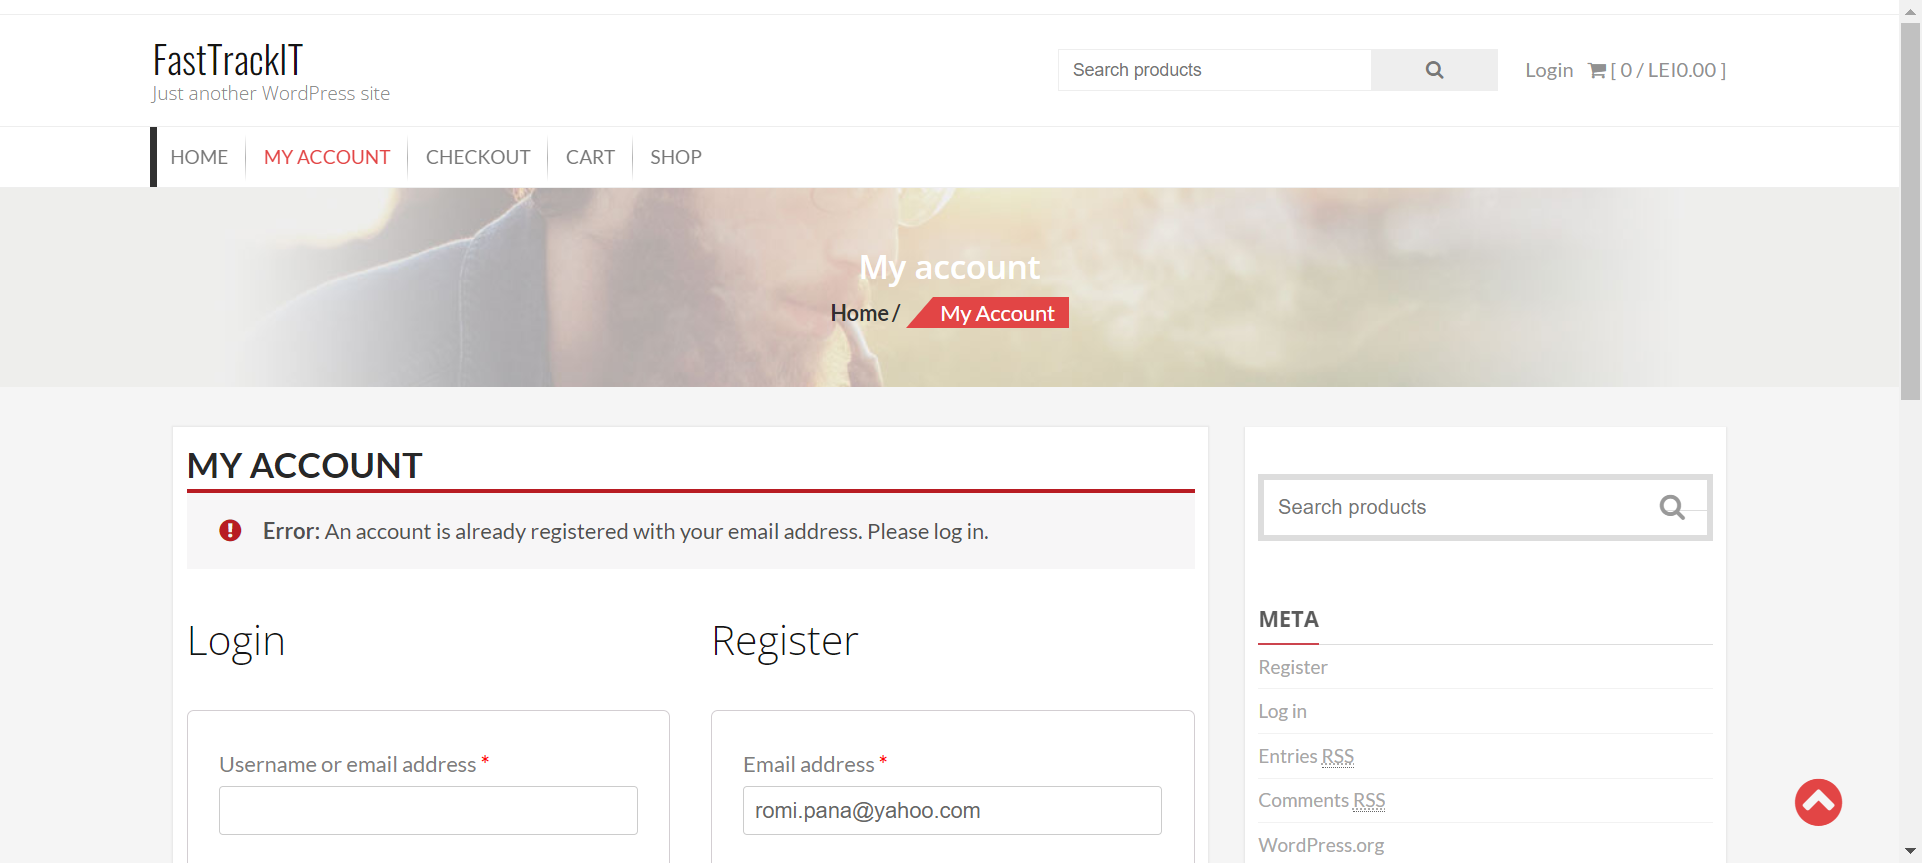 FastTrackIT
Just another WordPress site
Search products
Login [ 0 / LEI0.00 ]
HOME
MY ACCOUNT
CHECKOUT
CART
SHOP
My account
Home / My Account
MY ACCOUNT
Error: An account is already registered with your email address. Please log in.
Login
Username or email address *
Register
Email address *
romi.pana@yahoo.com
Search products
META
Register
Log in
Entries RSS
Comments RSS
WordPress.org